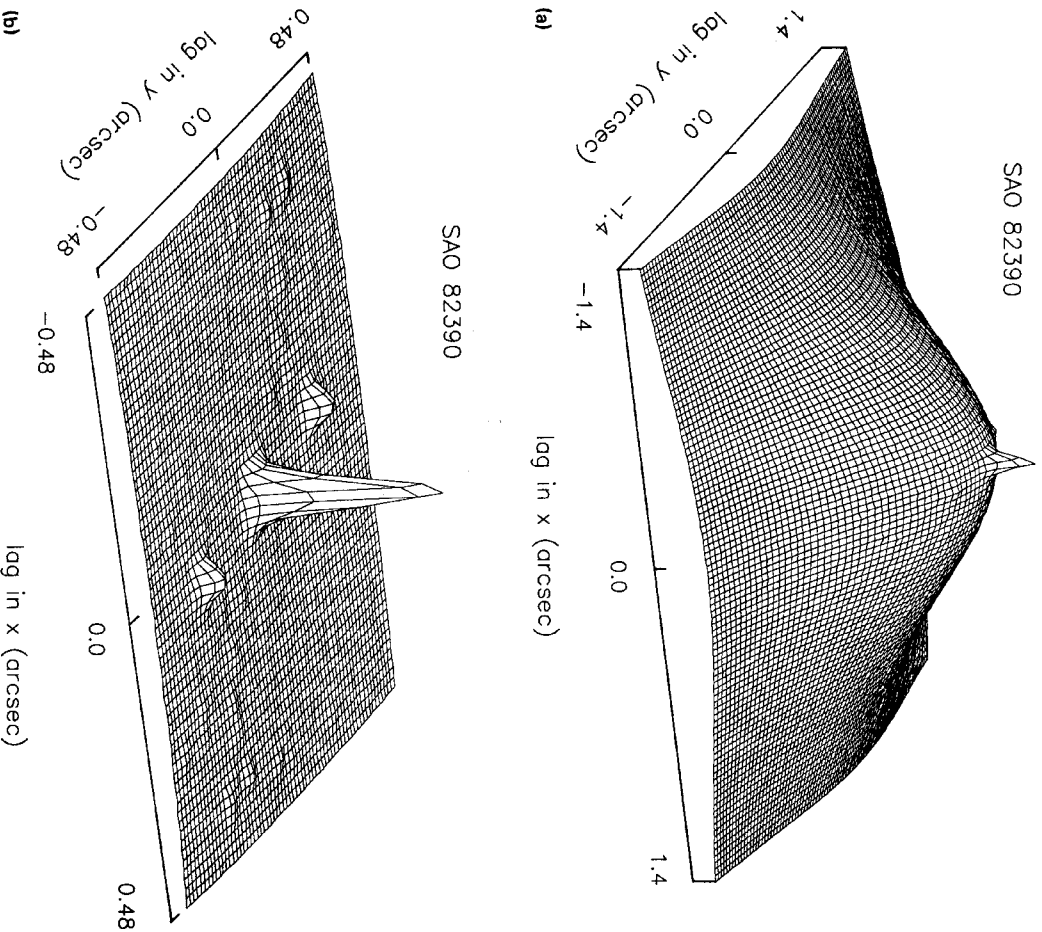 (a)
SAO 82390
1.4
0.0
-1.4
lag in y (arcsec)
-1.4
0.0
1.4
lag in x (arcsec)
(b)
SAO 82390
0.48
0.0
-0.48
lag in y (arcsec)
-0.48
0.0
0.48
lag in x (arcsec)